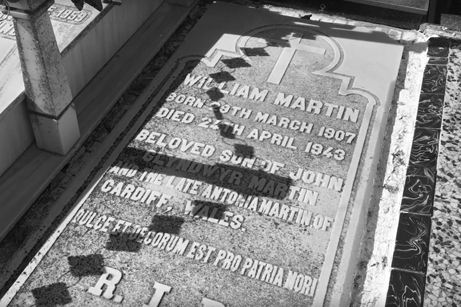 WILLIAM MARTIN
BORN 29TH MARCH 1907
DIED 22TH APRIL 1943
BELOVED SON OF JOHN
GLYNDWYR MARTIN
AND THE LATE ANTONIA MARTIN OF
CARDIFF, WALES.
DULCE ET DECORUM EST PRO PATRIA MORI
R. I.